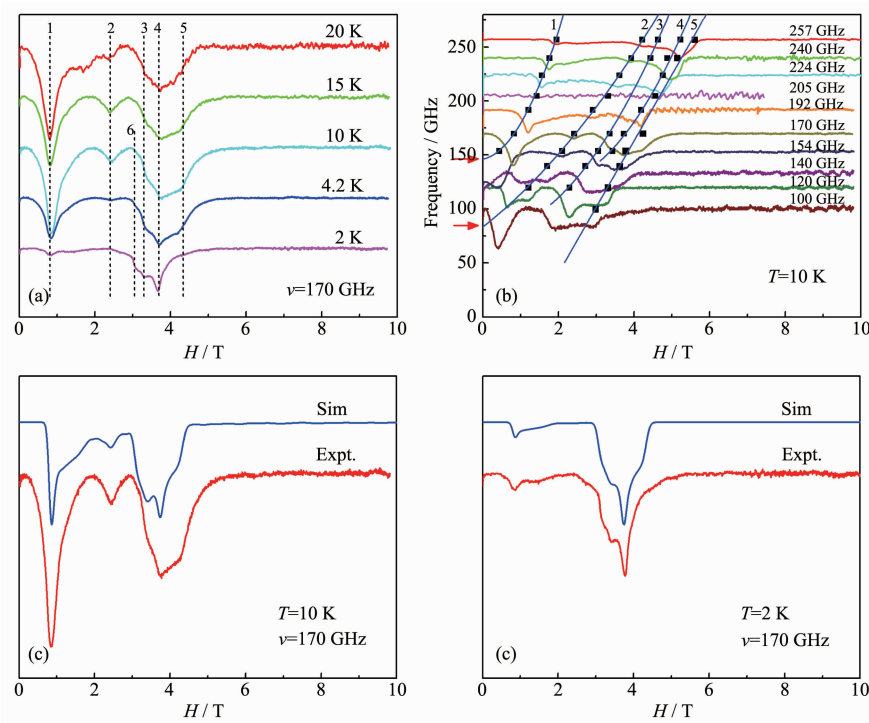 1 2 3 4 5
20 K
15 K
6
10 K
4.2 K
2 K
(a)
ν=170 GHz
0 2 4 6 8 10
H / T
1 2 3 4 5
250
200
150
100
50
Frequency / GHz
257 GHz
240 GHz
224 GHz
205 GHz
192 GHz
170 GHz
154 GHz
140 GHz
120 GHz
100 GHz
(b)
T=10 K
0 2 4 6 8 10
H / T
Sim
Expt.
T=10 K
(c)
ν=170 GHz
0 2 4 6 8 10
H / T
Sim
Expt.
T=2 K
(c)
ν=170 GHz
0 2 4 6 8 10
H / T